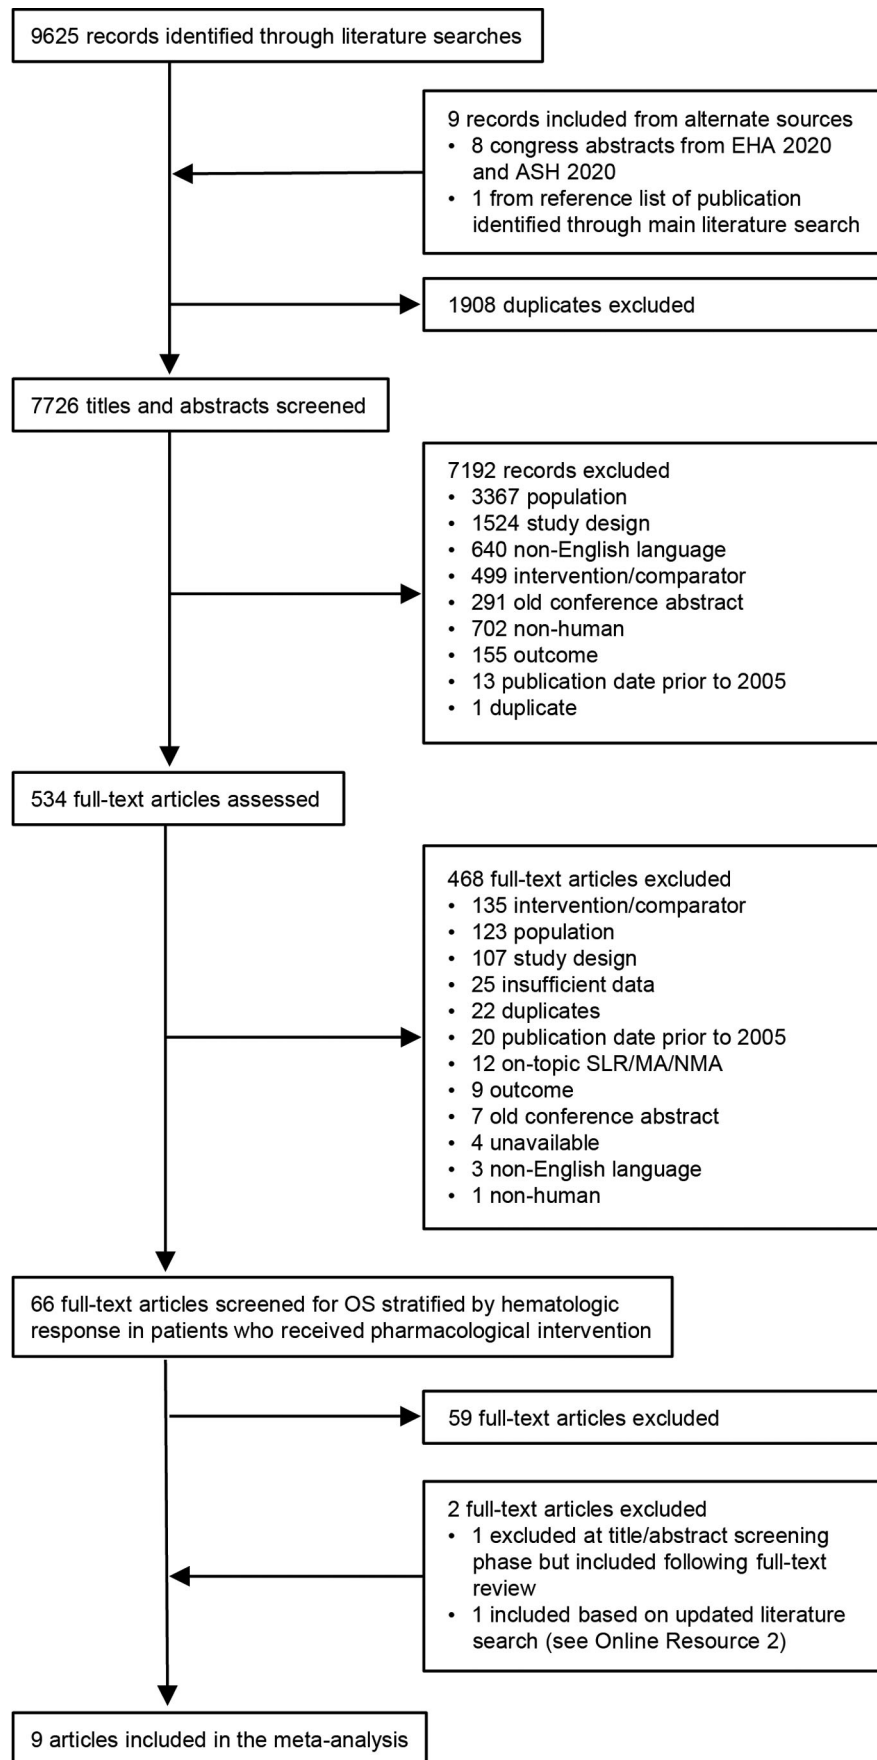 9625 records identified through literature searches
9 records included from alternate sources
• 8 congress abstracts from EHA 2020
and ASH 2020
• 1 from reference list of publication
identified through main literature search
1908 duplicates excluded
7726 titles and abstracts screened
7192 records excluded
• 3367 population
• 1524 study design
• 640 non-English language
• 499 intervention/comparator
• 291 old conference abstract
• 702 non-human
• 155 outcome
• 13 publication date prior to 2005
• 1 duplicate
534 full-text articles assessed
468 full-text articles excluded
• 135 intervention/comparator
• 123 population
• 107 study design
• 25 insufficient data
• 22 duplicates
• 20 publication date prior to 2005
• 12 on-topic SLR/MA/NMA
• 9 outcome
• 7 old conference abstract
• 4 unavailable
• 3 non-English language
• 1 non-human
66 full-text articles screened for OS stratified by hematologic
response in patients who received pharmacological intervention
59 full-text articles excluded
2 full-text articles excluded
• 1 excluded at title/abstract screening
phase but included following full-text
review
• 1 included based on updated literature
search (see Online Resource 2)
9 articles included in the meta-analysis